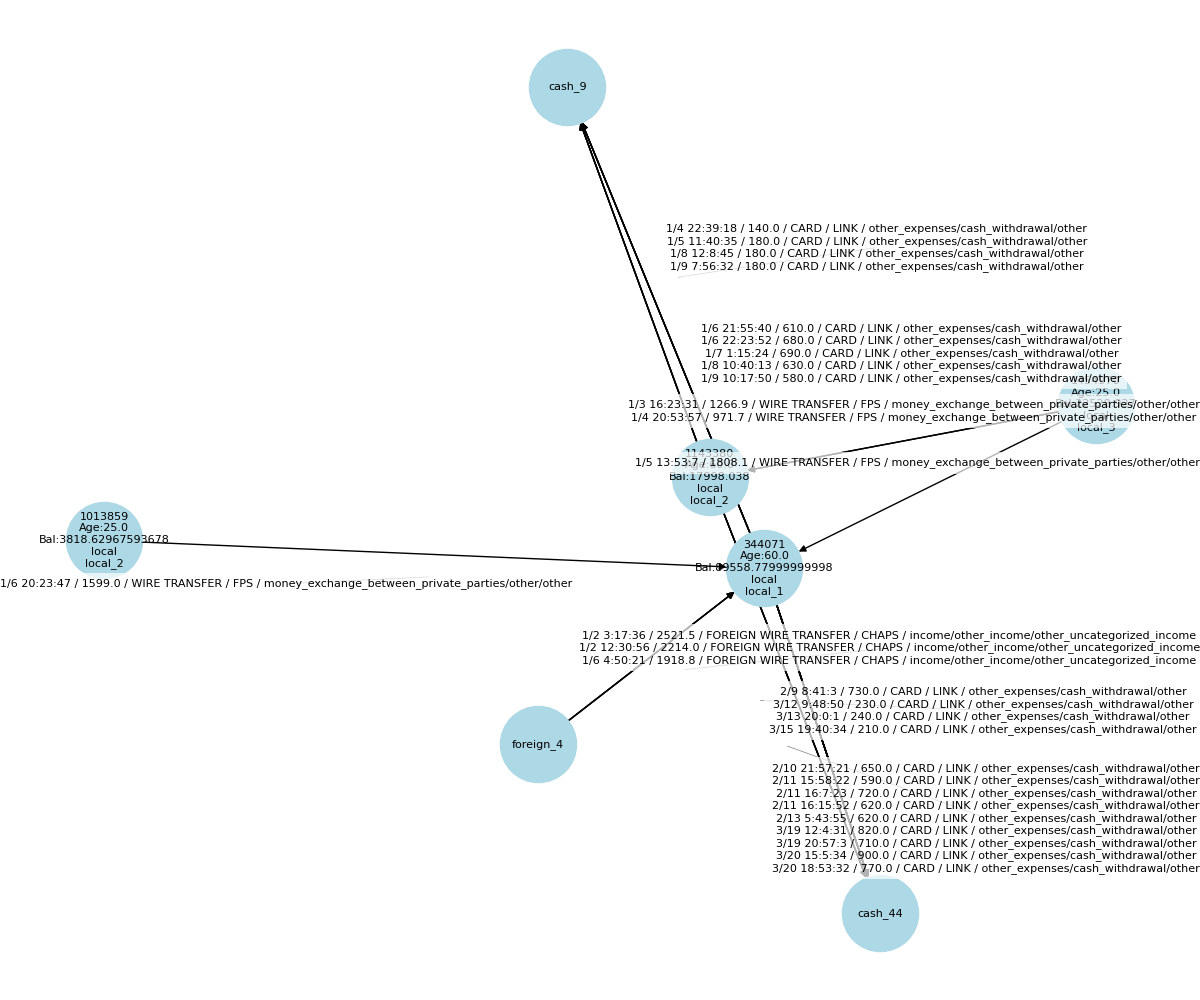 cash_9
1/4 22:39:18 / 140.0 / CARD / LINK / other_expenses/cash_withdrawal/other
1/5 11:40:35 / 180.0 / CARD / LINK / other_expenses/cash_withdrawal/other
1/8 12:8:45 / 180.0 / CARD / LINK / other_expenses/cash_withdrawal/other
1/9 7:56:32 / 180.0 / CARD / LINK / other_expenses/cash_withdrawal/other
1/6 21:55:40 / 610.0 / CARD / LINK / other_expenses/cash_withdrawal/other
1/6 22:23:52 / 680.0 / CARD / LINK / other_expenses/cash_withdrawal/other
1/7 1:15:24 / 690.0 / CARD / LINK / other_expenses/cash_withdrawal/other
1/8 10:40:13 / 630.0 / CARD / LINK / other_expenses/cash_withdrawal/other
1/9 10:17:50 / 580.0 / CARD / LINK / other_expenses/cash_withdrawal/other
Age:25.0
local_3
1/3 16:23:31 / 1266.9 / WIRE TRANSFER / FPS / money_exchange_between_private_parties/other/other
1/4 20:53:57 / 971.7 / WIRE TRANSFER / FPS / money_exchange_between_private_parties/other/other
1143380
1/5 13:53:7 / 1808.1 / WIRE TRANSFER / FPS / money_exchange_between_private_parties/other/other
Bal:17998.038
local
local_2
1013859
Age:25.0
Bal:3818.62967593678
local
local_2
344071
Age:60.0
Bal:89558.77999999998
local
local_1
1/6 20:23:47 / 1599.0 / WIRE TRANSFER / FPS / money_exchange_between_private_parties/other/other
1/2 3:17:36 / 2521.5 / FOREIGN WIRE TRANSFER / CHAPS / income/other_income/other_uncategorized_income
1/2 12:30:56 / 2214.0 / FOREIGN WIRE TRANSFER / CHAPS / income/other_income/other_uncategorized_income
1/6 4:50:21 / 1918.8 / FOREIGN WIRE TRANSFER / CHAPS / income/other_income/other_uncategorized_income
2/9 8:41:3 / 730.0 / CARD / LINK / other_expenses/cash_withdrawal/other
3/12 9:48:50 / 230.0 / CARD / LINK / other_expenses/cash_withdrawal/other
3/13 20:0:1 / 240.0 / CARD / LINK / other_expenses/cash_withdrawal/other
3/15 19:40:34 / 210.0 / CARD / LINK / other_expenses/cash_withdrawal/other
foreign_4
2/10 21:57:21 / 650.0 / CARD / LINK / other_expenses/cash_withdrawal/other
2/11 15:58:22 / 590.0 / CARD / LINK / other_expenses/cash_withdrawal/other
2/11 16:7:23 / 720.0 / CARD / LINK / other_expenses/cash_withdrawal/other
2/11 16:15:52 / 620.0 / CARD / LINK / other_expenses/cash_withdrawal/other
2/13 5:43:55 / 620.0 / CARD / LINK / other_expenses/cash_withdrawal/other
3/19 12:4:31 / 820.0 / CARD / LINK / other_expenses/cash_withdrawal/other
3/19 20:57:3 / 710.0 / CARD / LINK / other_expenses/cash_withdrawal/other
3/20 15:5:34 / 900.0 / CARD / LINK / other_expenses/cash_withdrawal/other
3/20 18:53:32 / 770.0 / CARD / LINK / other_expenses/cash_withdrawal/other
cash_44